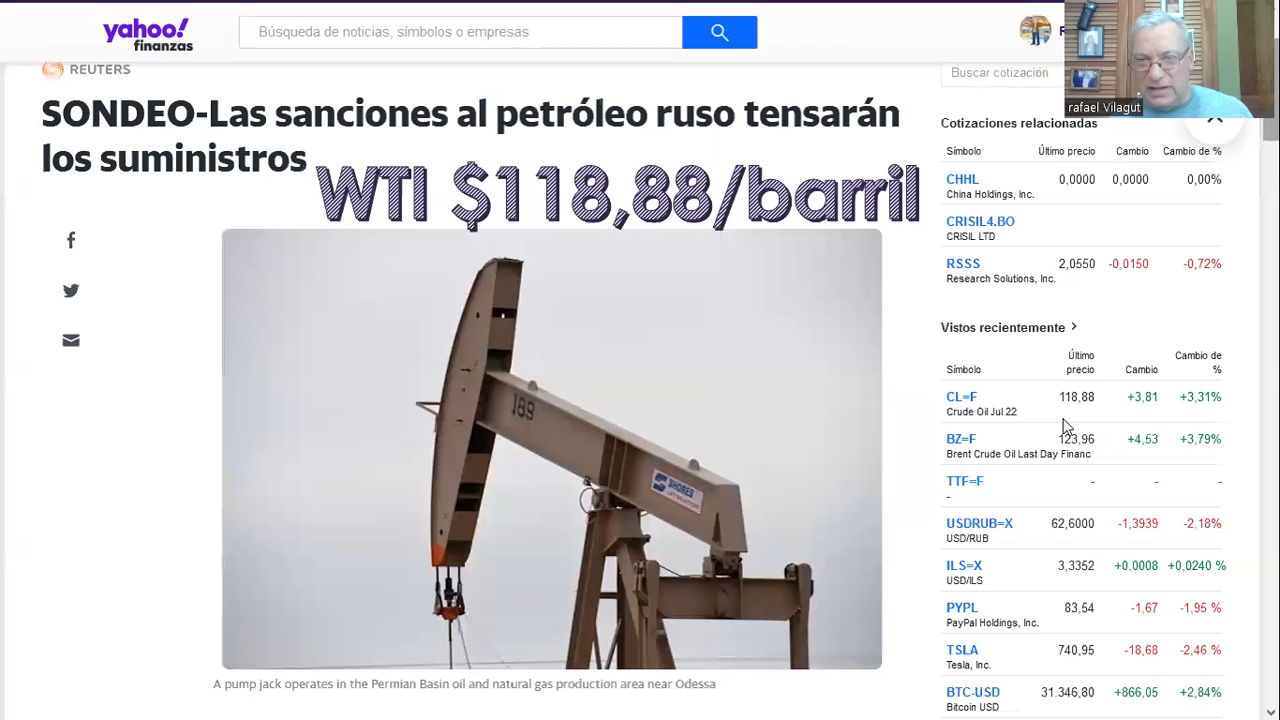 yahoo!
finanzas
Búsqueda de noticias, símbolos o empresas
REUTERS
SONDEO-Las sanciones al petróleo ruso tensarán
los suministros
WTI $118,88/barril
189
SHORES
A pump jack operates in the Permian Basin oil and natural gas production area near Odessa
rafael Vilagut
Buscar cotización
Cotizaciones relacionadas
Símbolo Último precio Cambio Cambio de %
CHHL 0,0000 0,0000 0,00%
China Holdings, Inc.
CRISIL4.BO
CRISIL LTD
RSSS 2,0550 -0,0150 -0,72%
Research Solutions, Inc.
Vistos recientemente
Último Cambio de
Símbolo precio Cambio %
CL=F 118,88 +3,81 +3,31%
Crude Oil Jul 22
BZ=F 123,96 +4,53 +3,79%
Brent Crude Oil Last Day Financ
TTF=F - - -
-
USDRUB=X 62,6000 -1,3939 -2,18%
USD/RUB
ILS=X 3,3352 +0,0008 +0,0240 %
USD/ILS
PYPL 83,54 -1,67 -1,95 %
PayPal Holdings, Inc.
TSLA 740,95 -18,68 -2,46 %
Tesla, Inc.
BTC-USD 31.346,80 +866,05 +2,84%
Bitcoin USD